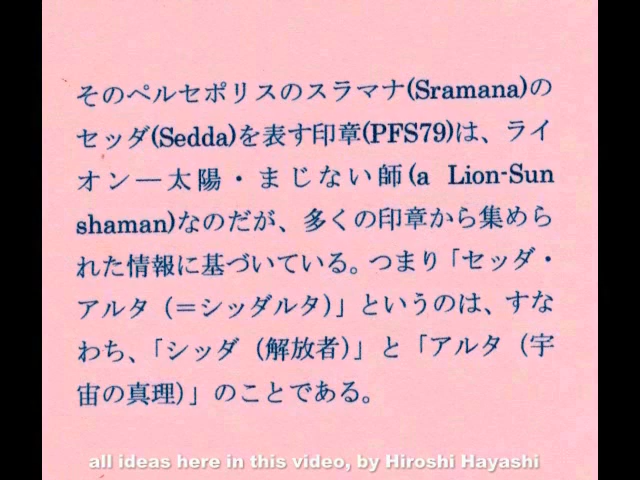 そのペルセポリスのスラマナ(Sramana)の
セッダ(Sedda)を表す印章(PFS79)は、ライ
オン―太陽・まじない師(a Lion-Sun
shaman)なのだが、多くの印章から集めら
れた情報に基づいている。つまり「セッダ・
アルタ（＝シッダルタ）」というのは、すな
わち、「シッダ（解放者）」と「アルタ（宇
宙の真理）」のことである。
all ideas here in this video, by Hiroshi Hayashi